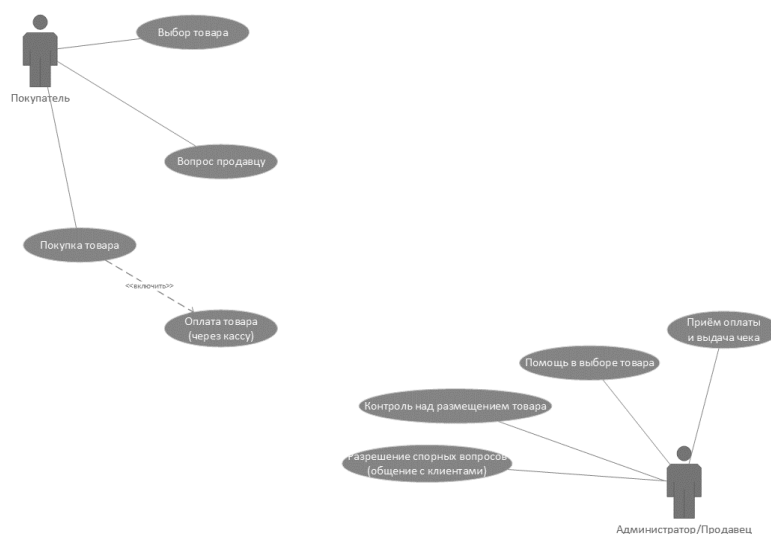 Выбор товара
Покупатель
Вопрос продавцу
Покупка товара
<<включить>>
Оплата товара
(через кассу)
Приём оплаты
и выдача чека
Помощь в выборе товара
Контроль над размещением товара
Разрешение спорных вопросов
(общение с клиентами)
Администратор/Продавец